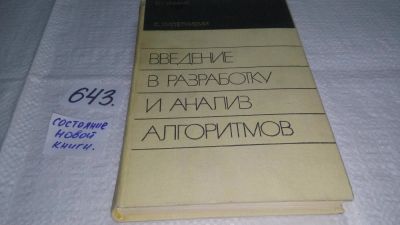 ВВЕДЕНИЕ
В РАЗРАБОТКУ
И АНАЛИЗ
АЛГОРИТМОВ
643.
состояние
новой
книги.